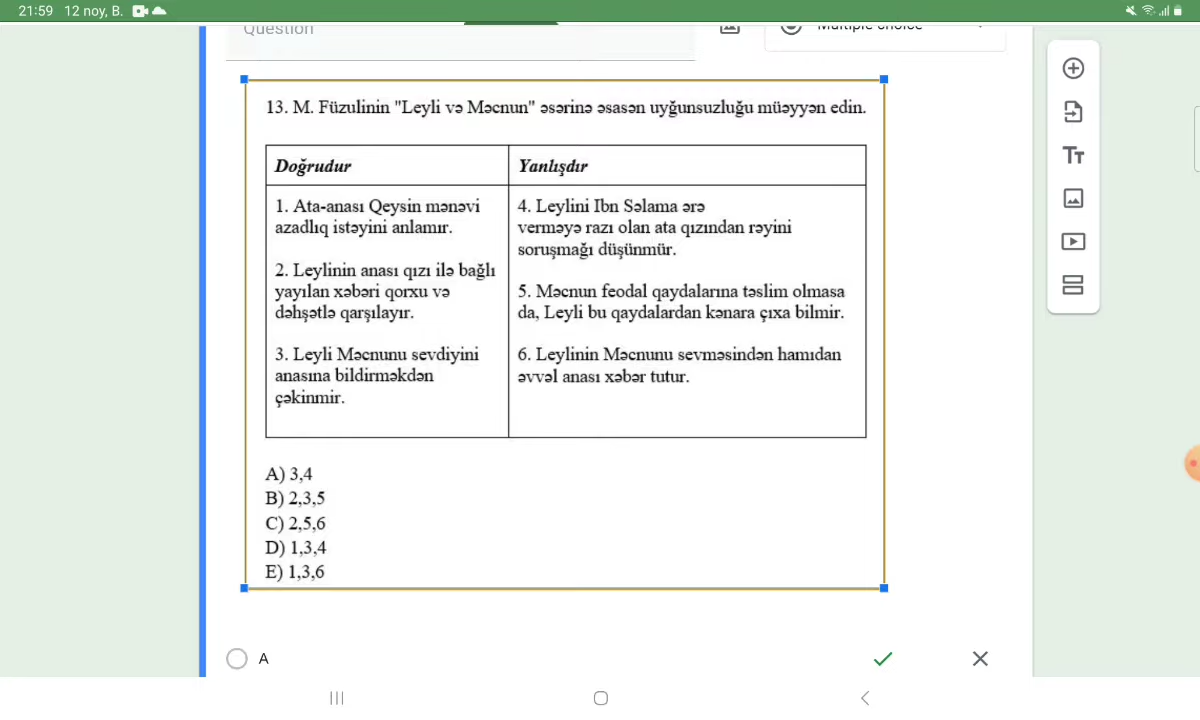 21:59 12 noy, B.
Question
Multiple choice
13. M. Füzulinin "Leyli və Məcnun" əsərinə əsasən uyğunsuzluğu müəyyən edin.
Doğrudur
Yanlışdır
1. Ata-anası Qeysin mənəvi
azadlıq istəyini anlamır.
2. Leylinin anası qızı ilə bağlı
yayılan xəbəri qorxu və
dəhşətlə qarşılayır.
3. Leyli Məcnunu sevdiyini
anasına bildirməkdən
çəkinmir.
4. Leylini Ibn Səlama ərə
verməyə razı olan ata qızından rəyini
soruşmağı düşünmür.
5. Məcnun feodal qaydalarına təslim olmasa
da, Leyli bu qaydalardan kənara çıxa bilmir.
6. Leylinin Məcnunu sevməsindən hamıdan
əvvəl anası xəbər tutur.
A) 3,4
B) 2,3,5
C) 2,5,6
D) 1,3,4
E) 1,3,6
A